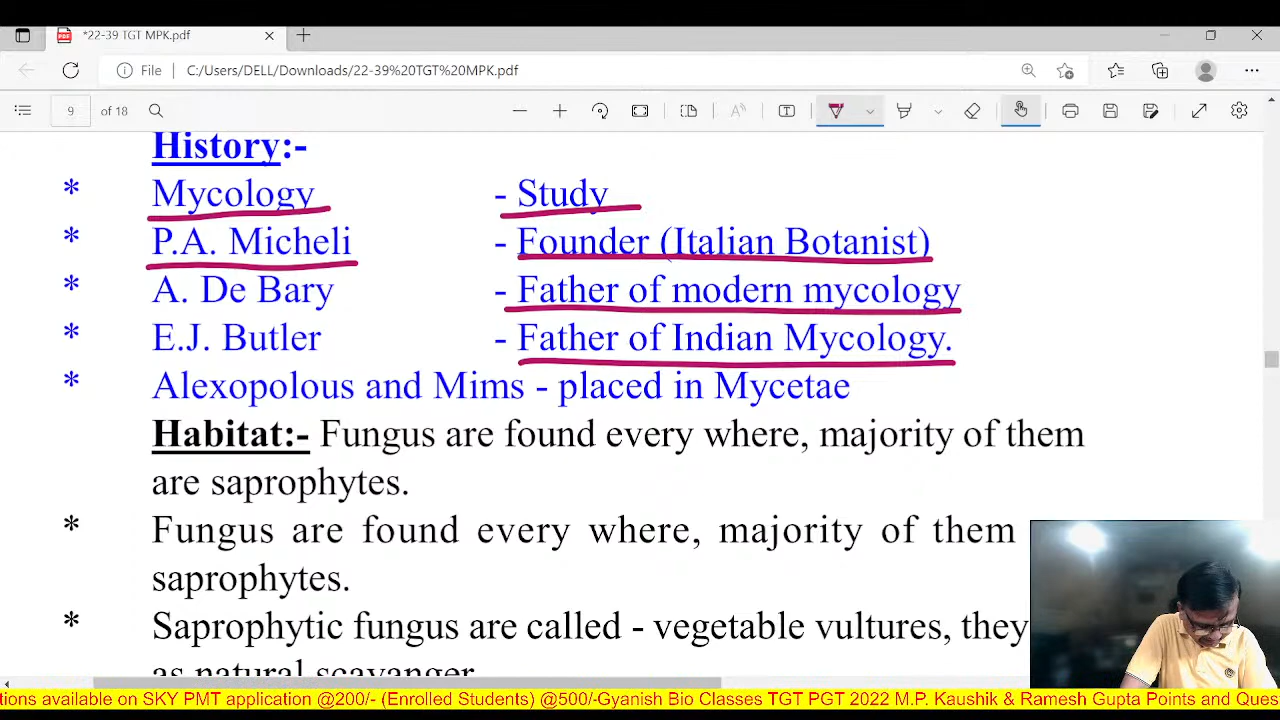 *22-39 TGT MPK.pdf
File C:/Users/DELL/Downloads/22-39%20TGT%20MPK.pdf
9 of 18
History:-
* Mycology - Study
* P.A. Micheli - Founder (Italian Botanist)
* A. De Bary - Father of modern mycology
* E.J. Butler - Father of Indian Mycology.
* Alexopolous and Mims - placed in Mycetae
Habitat:- Fungus are found every where, majority of them
are saprophytes.
* Fungus are found every where, majority of them
saprophytes.
* Saprophytic fungus are called - vegetable vultures, they
as natural scavanger
tions available on SKY PMT application @200/- (Enrolled Students) @500/-Gyanish Bio Classes TGT PGT 2022 M.P. Kaushik & Ramesh Gupta Points and Ques